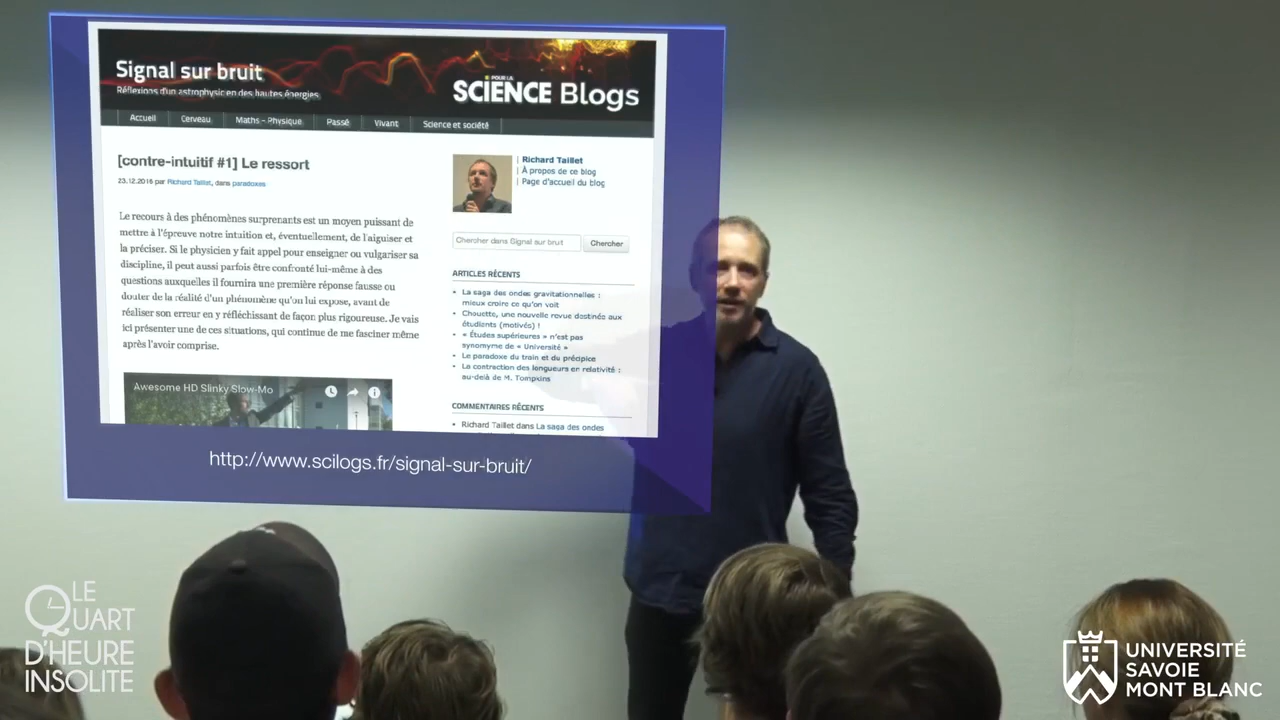 Signal sur bruit
Réflexions d'un astrophysicien des hautes énergies
POUR LA
SCIENCE Blogs
Accueil Cerveau Maths - Physique Passé Vivant Science et société
[contre-intuitif #1] Le ressort
23.12.2016 par Richard Taillet, dans paradoxes
Le recours à des phénomènes surprenants est un moyen puissant de
mettre à l'épreuve notre intuition et, éventuellement, de l'aiguiser et
la préciser. Si le physicien y fait appel pour enseigner ou vulgariser sa
discipline, il peut aussi parfois être confronté lui-même à des
questions auxquelles il fournira une première réponse fausse ou
douter de la réalité d'un phénomène qu'on lui expose, avant de
réaliser son erreur en y réfléchissant de façon plus rigoureuse. Je vais
ici présenter une de ces situations, qui continue de me fasciner même
après l'avoir comprise.
Awesome HD Slinky Slow-Mo
| Richard Taillet
| À propos de ce blog
| Page d'accueil du blog
Chercher dans Signal sur bruit Chercher
ARTICLES RÉCENTS
• La saga des ondes gravitationnelles :
mieux croire ce qu'on voit
• Chouette, une nouvelle revue destinée aux
étudients (motivés) !
• « Études supérieures » n'est pas
synonyme de « Université »
• Le paradoxe du train et du précipice
• La contraction des longueurs en relativité :
au-delà de M. Tompkins
COMMENTAIRES RÉCENTS
• Richard Taillet dans La saga des ondes
http://www.scilogs.fr/signal-sur-bruit/
LE
QUART
D'HEURE
INSOLITE
UNIVERSITÉ
SAVOIE
MONT BLANC